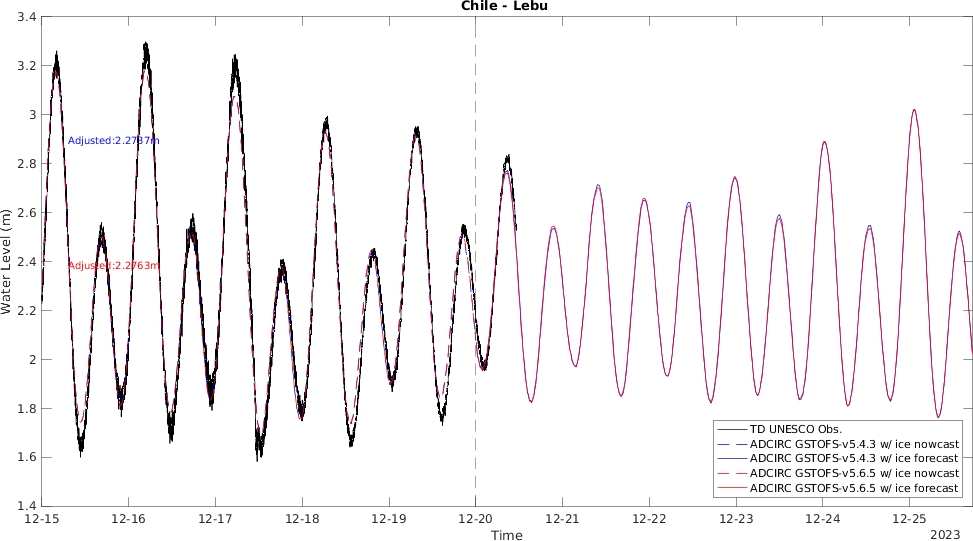 Chile - Lebu
3.4
3.2
3
2.8
2.6
2.4
2.2
2
1.8
1.6
1.4
Water Level (m)
Adjusted:2.2787m
Adjusted:2.2763m
TD UNESCO Obs.
ADCIRC GSTOFS-v5.4.3 w/ ice nowcast
ADCIRC GSTOFS-v5.4.3 w/ ice forecast
ADCIRC GSTOFS-v5.6.5 w/ ice nowcast
ADCIRC GSTOFS-v5.6.5 w/ ice forecast
12-15 12-16 12-17 12-18 12-19 12-20 12-21 12-22 12-23 12-24 12-25
Time
2023